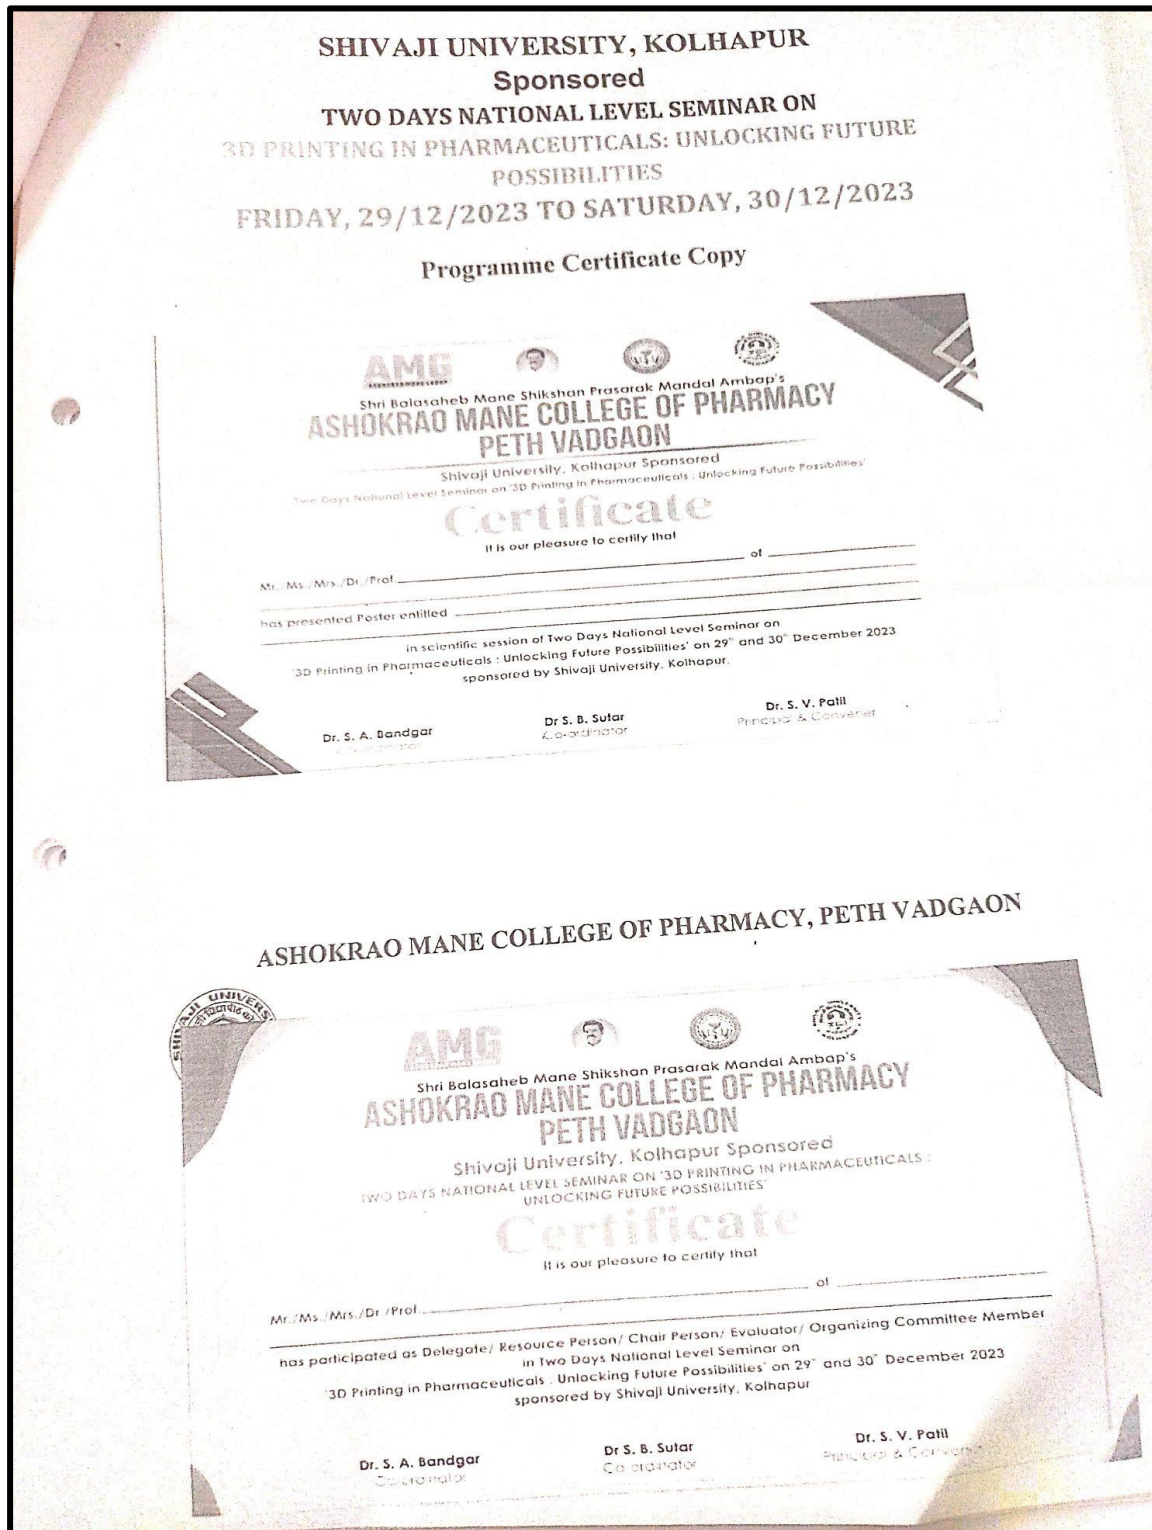 SHIVAJI UNIVERSITY, KOLHAPUR
Sponsored
TWO DAYS NATIONAL LEVEL SEMINAR ON
3D PRINTING IN PHARMACEUTICALS: UNLOCKING FUTURE
POSSIBILITIES
FRIDAY, 29/12/2023 TO SATURDAY, 30/12/2023
Programme Certificate Copy
AMG
Shri Balasaheb Mane Shikshan Prasarak Mandal Ambap's
ASHOKRAO MANE COLLEGE OF PHARMACY
PETH VADGAON
Shivaji University, Kolhapur Sponsored
Two Days National Level Seminar on '3D Printing in Pharmaceuticals : Unlocking Future Possibilities'
Certificate
It is our pleasure to certify that
Mr./Ms./Mrs./Dr./Prof. of
has presented Poster entitled
in scientific session of Two Days National Level Seminar on
'3D Printing in Pharmaceuticals : Unlocking Future Possibilities' on 29th and 30th December 2023
sponsored by Shivaji University, Kolhapur.
Dr. S. A. Bandgar Dr S. B. Sutar Dr. S. V. Patil
Co-ordinator Co-ordinator Principal & Convener
ASHOKRAO MANE COLLEGE OF PHARMACY, PETH VADGAON
SHIVAJI UNIVERS
AMG
Shri Balasaheb Mane Shikshan Prasarak Mandal Ambap's
ASHOKRAO MANE COLLEGE OF PHARMACY
PETH VADGAON
Shivaji University, Kolhapur Sponsored
TWO DAYS NATIONAL LEVEL SEMINAR ON '3D PRINTING IN PHARMACEUTICALS :
UNLOCKING FUTURE POSSIBILITIES'
Certificate
It is our pleasure to certify that
Mr./Ms./Mrs./Dr./Prof. of
has participated as Delegate/ Resource Person/ Chair Person/ Evaluator/ Organizing Committee Member
in Two Days National Level Seminar on
'3D Printing in Pharmaceuticals : Unlocking Future Possibilities' on 29th and 30th December 2023
sponsored by Shivaji University, Kolhapur
Dr. S. A. Bandgar Dr S. B. Sutar Dr. S. V. Patil
Co-ordinator Co-ordinator Principal & Convener